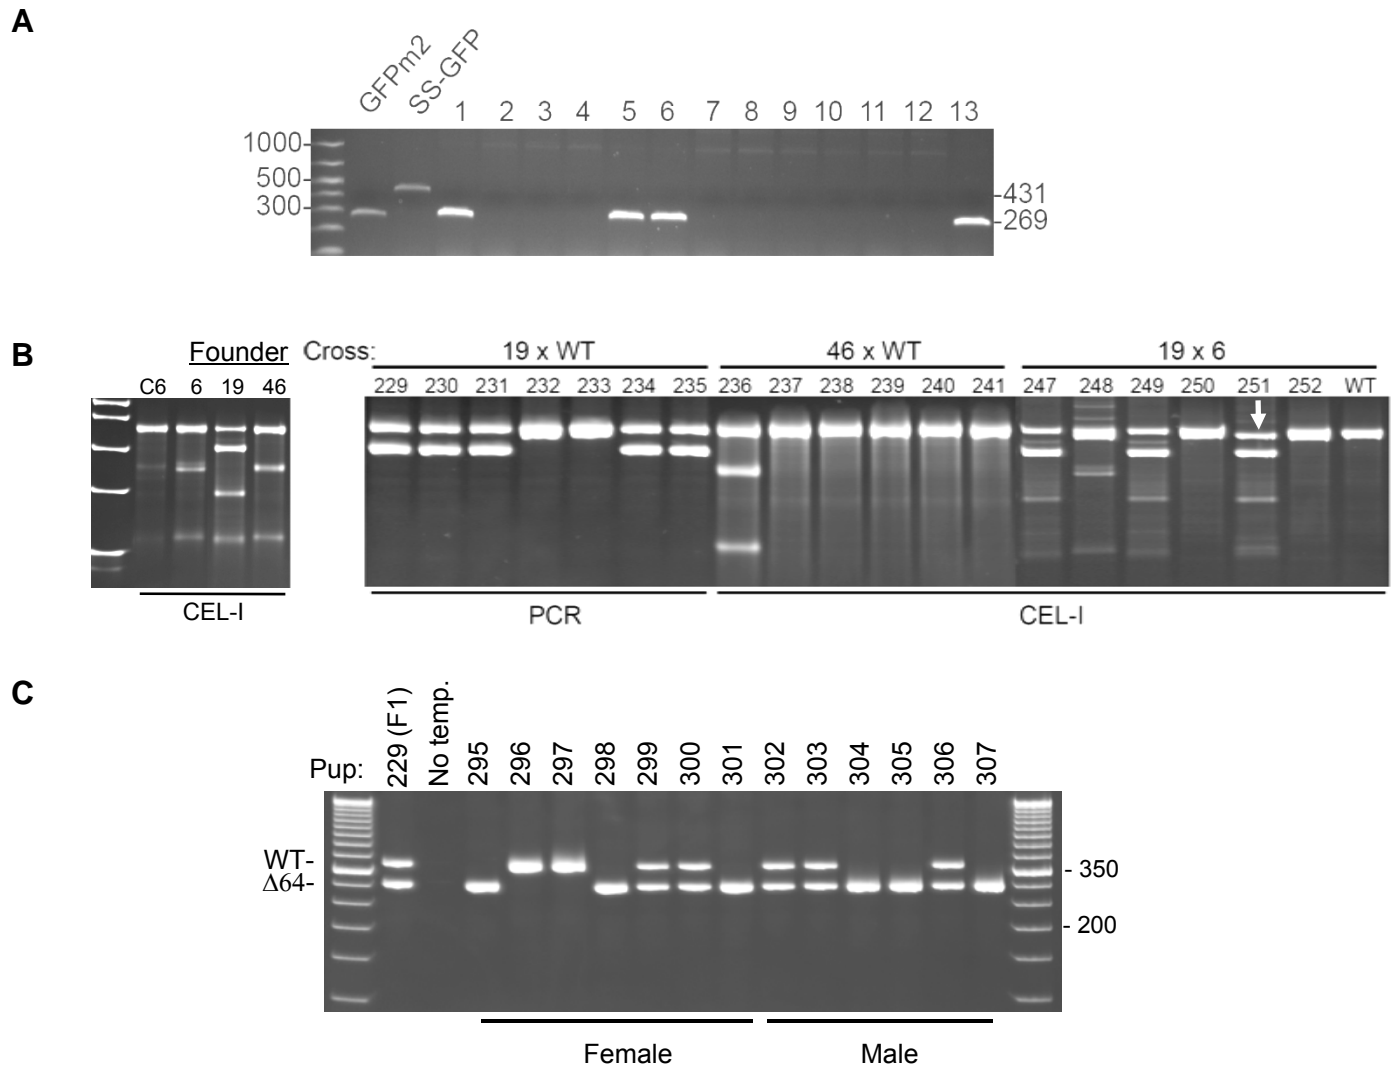 A
GFPm2 SS-GFP 1 2 3 4 5 6 7 8 9 10 11 12 13
1000-
500-
300-
-431
-269
B
Founder Cross: 19 x WT 46 x WT 19 x 6
C6 6 19 46 229 230 231 232 233 234 235 236 237 238 239 240 241 247 248 249 250 251 252 WT
CEL-I PCR CEL-I
C
Pup: 229 (F1) No temp. 295 296 297 298 299 300 301 302 303 304 305 306 307
WT-
Δ64-
- 350
- 200
Female Male